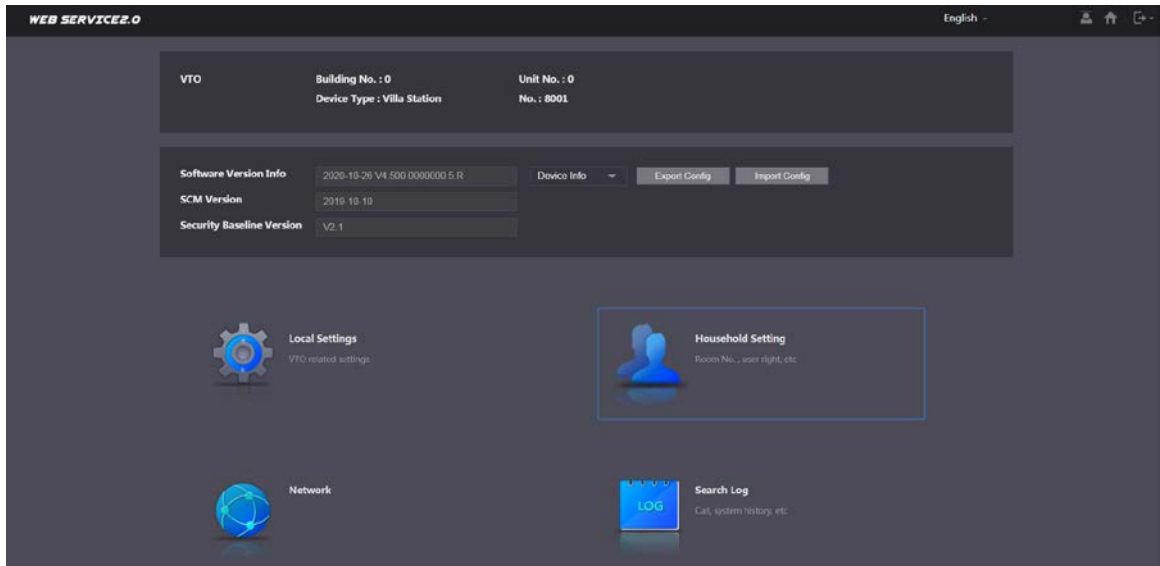 WEB SERVICE2.0
English
VTO
Building No. : 0
Unit No. : 0
Device Type : Villa Station
No. : 8001
Software Version Info
2020-10-26 V4.500.0000000.5.R
Device Info
Export Config
Import Config
SCM Version
2019-10-10
Security Baseline Version
V2.1
Local Settings
VTO related settings
Household Setting
Room No. , user right, etc
Network
Search Log
LOG
Call, system history, etc